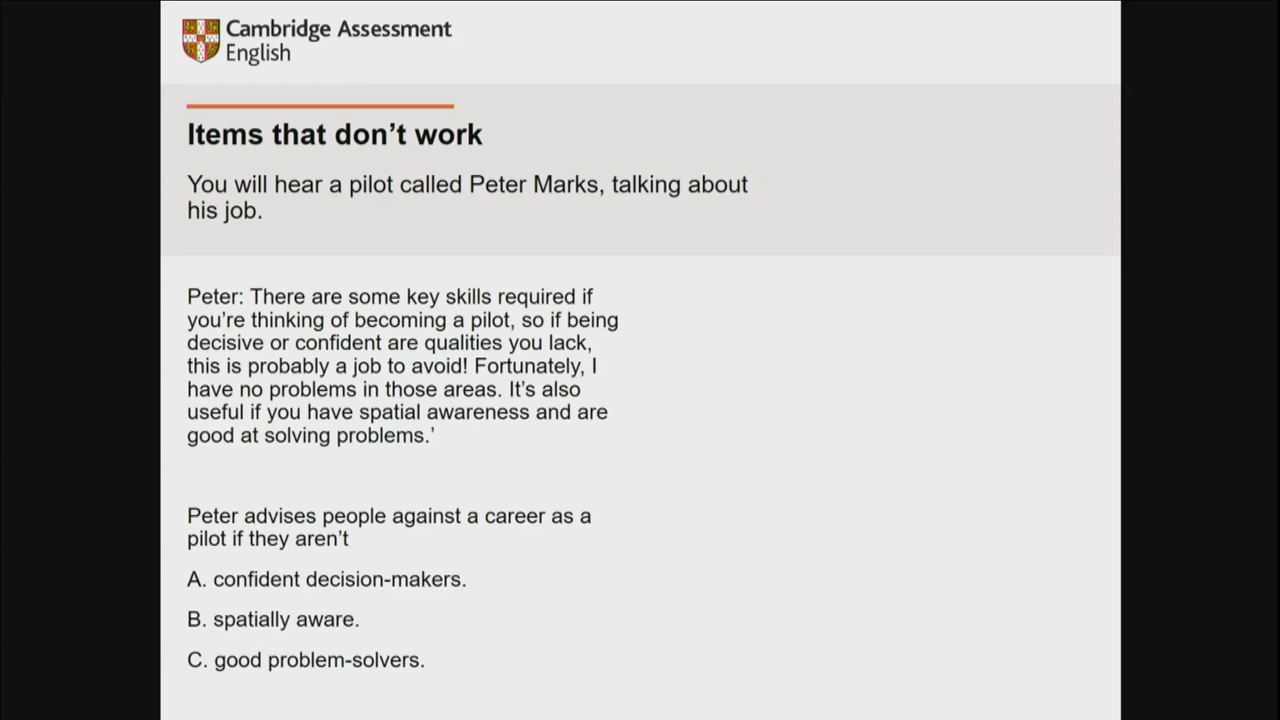 Cambridge Assessment
English
Items that don’t work
You will hear a pilot called Peter Marks, talking about
his job.
Peter: There are some key skills required if
you’re thinking of becoming a pilot, so if being
decisive or confident are qualities you lack,
this is probably a job to avoid! Fortunately, I
have no problems in those areas. It’s also
useful if you have spatial awareness and are
good at solving problems.’
Peter advises people against a career as a
pilot if they aren’t
A. confident decision-makers.
B. spatially aware.
C. good problem-solvers.